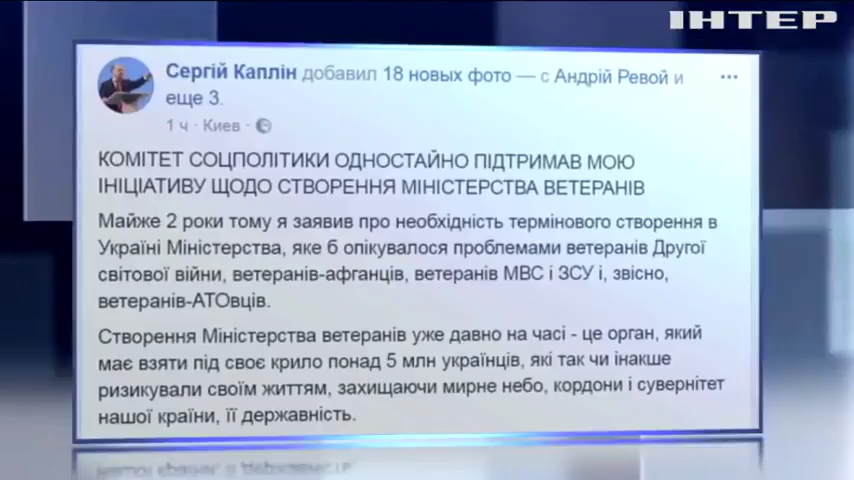 ІНТЕР
Сергій Каплін добавил 18 новых фото — с Андрій Ревой и
еще 3.
1 ч · Киев ·
КОМІТЕТ СОЦПОЛІТИКИ ОДНОСТАЙНО ПІДТРИМАВ МОЮ
ІНІЦІАТИВУ ЩОДО СТВОРЕННЯ МІНІСТЕРСТВА ВЕТЕРАНІВ
Майже 2 роки тому я заявив про необхідність термінового створення в
Україні Міністерства, яке б опікувалося проблемами ветеранів Другої
світової війни, ветеранів-афганців, ветеранів МВС і ЗСУ і, звісно,
ветеранів-АТОвців.
Створення Міністерства ветеранів уже давно на часі - це орган, який
має взяти під своє крило понад 5 млн українців, які так чи інакше
ризикували своїм життям, захищаючи мирне небо, кордони і сувернітет
нашої країни, її державність.